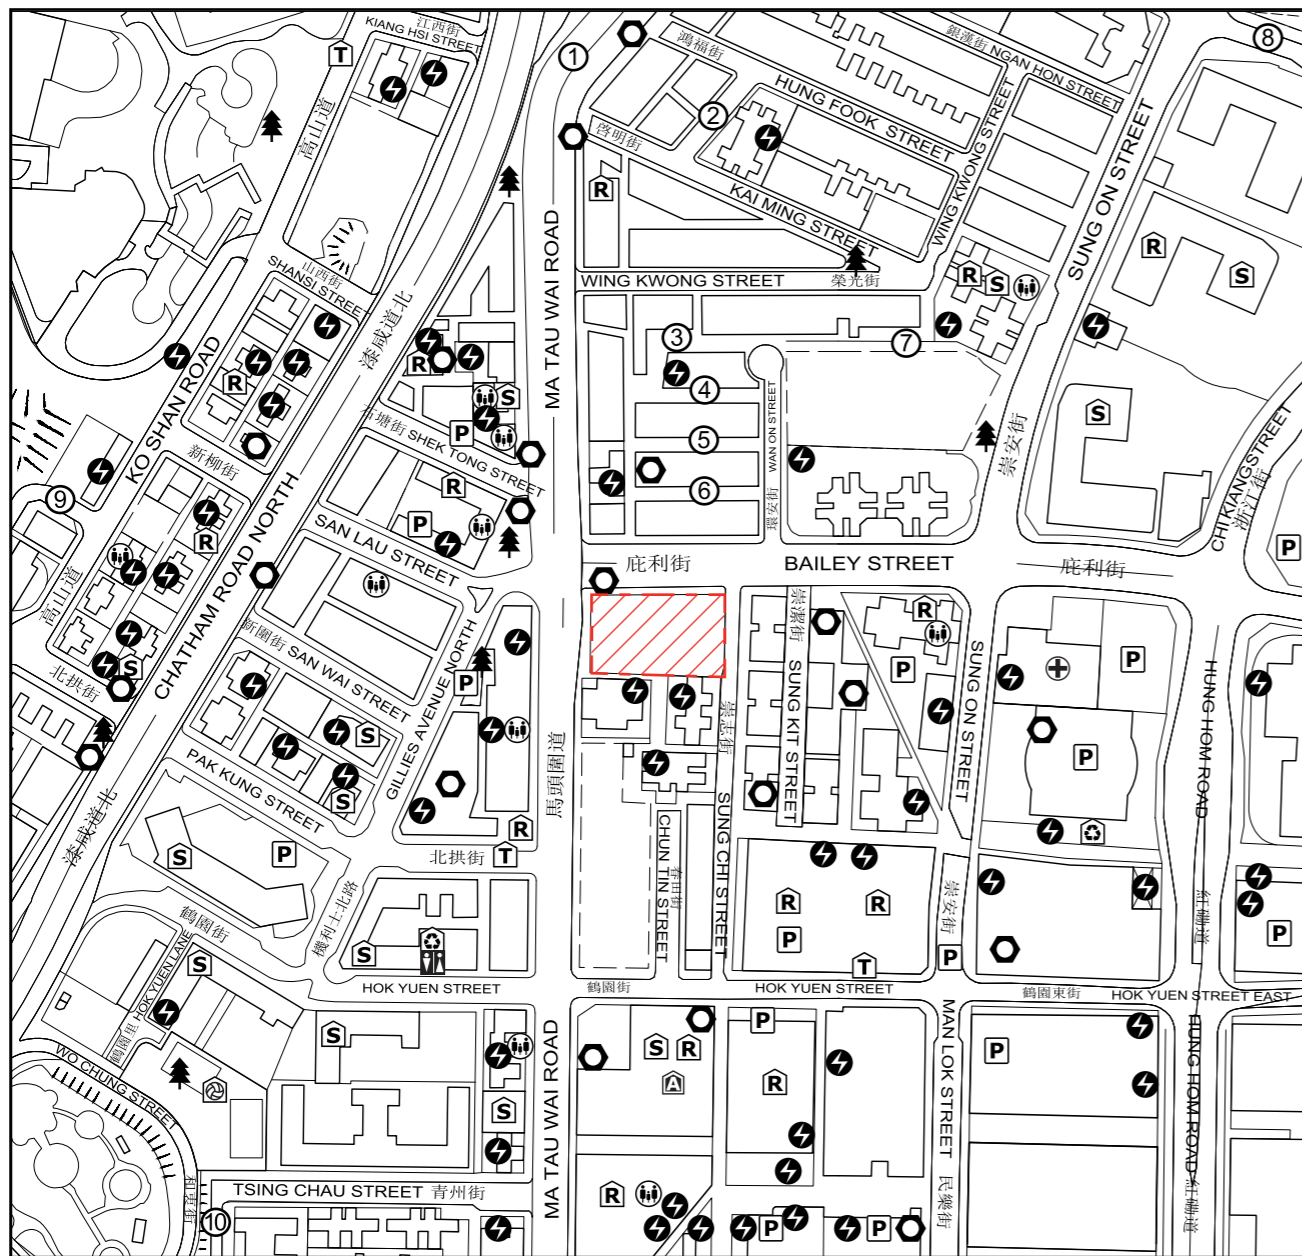 江西街
KIANG HSI STREET
T
高山道
1
鴻福街
銀漢街 NGAN HON STREET
8
2
HUNG FOOK STREET
啓明街
KAI MING STREET
WING KWONG STREET
SUNG ON STREET
R
MA TAU WAI ROAD
WING KWONG STREET
榮光街
R
S
R
S
山西街
SHANSI STREET
漆咸道北
KO SHAN ROAD
3
7
R
R
4
S
石塘街 SHEK TONG STREET
P
5
WAN ON STREET
環安街
崇安街
S
CHI KIANG STREET
浙江街
新柳街
9
R
6
R
P
SAN LAU STREET
CHATHAM ROAD NORTH
高山道
庇利街
BAILEY STREET
庇利街
P
新圍街 SAN WAI STREET
GILLIES AVENUE NORTH
崇潔街
SUNG KIT STREET
R
P
SUNG ON STREET
P
HUNG HOM ROAD
北拱街
S
P
S
馬頭圍道
崇志街
SUNG CHI STREET
P
PAK KUNG STREET
S
漆咸道北
S
P
R
北拱街
T
CHUN TIN STREET
春田街
R
R
P
崇安街
紅磡道
P
鶴園街
機利士北路
S
S
T
P
HOK YUEN LANE
鶴園里
HOK YUEN STREET
鶴園街
HOK YUEN STREET
鶴園東街
HOK YUEN STREET EAST
WO CHUNG STREET
S
S
R
A
P
R
MAN LOK STREET
民樂街
P
HUNG HOM ROAD
紅磡道
S
MA TAU WAI ROAD
TSING CHAU STREET 青州街
10
R
P
P